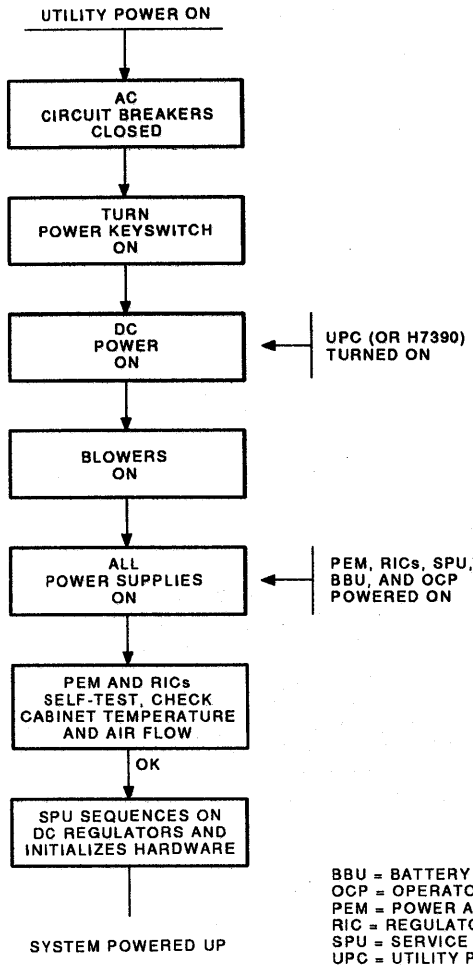 UTILITY POWER ON
AC
CIRCUIT BREAKERS
CLOSED
TURN
POWER KEYSWITCH
ON
DC
POWER
ON
UPC (OR H7390)
TURNED ON
BLOWERS
ON
ALL
POWER SUPPLIES
ON
PEM, RICs, SPU,
BBU, AND OCP
POWERED ON
PEM AND RICs
SELF-TEST, CHECK
CABINET TEMPERATURE
AND AIR FLOW
OK
SPU SEQUENCES ON
DC REGULATORS AND
INITIALIZES HARDWARE
SYSTEM POWERED UP
BBU = BATTERY
OCP = OPERATO
PEM = POWER A
RIC = REGULATO
SPU = SERVICE
UPC = UTILITY P